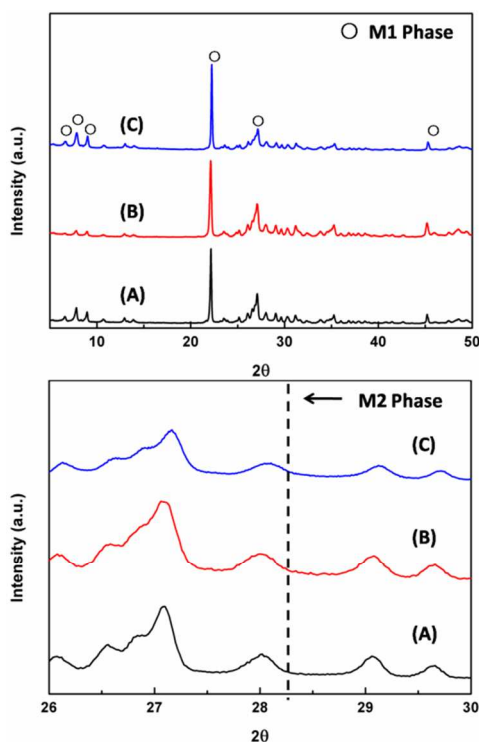 M1 Phase
(C)
(B)
(A)
Intensity (a.u.)
10 20 30 40 50
2θ
M2 Phase
(C)
(B)
(A)
Intensity (a.u.)
26 27 28 29 30
2θ